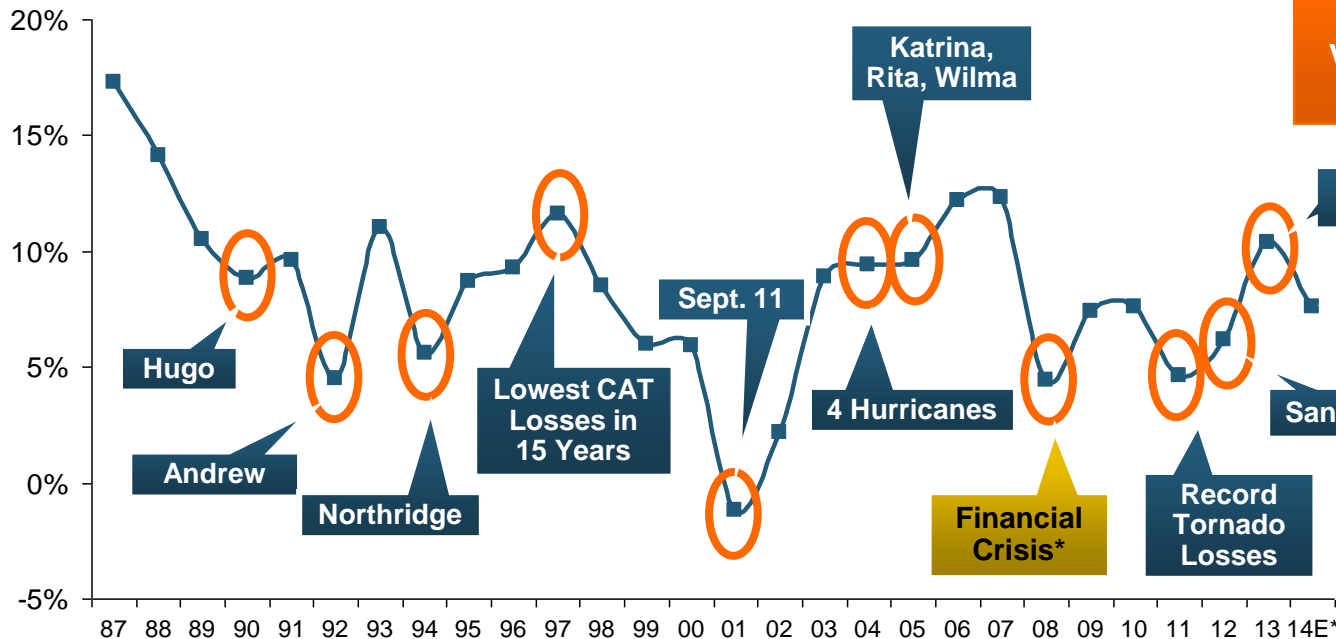 20%
15%
10%
5%
0%
-5%
Katrina,
Rita, Wilma
Sept. 11
Hugo
Lowest CAT
Losses in
15 Years
4 Hurricanes
Andrew
Northridge
Financial
Crisis*
Record
Tornado
Losses
87 88 89 90 91 92 93 94 95 96 97 98 99 00 01 02 03 04 05 06 07 08 09 10 11 12 13 14E*